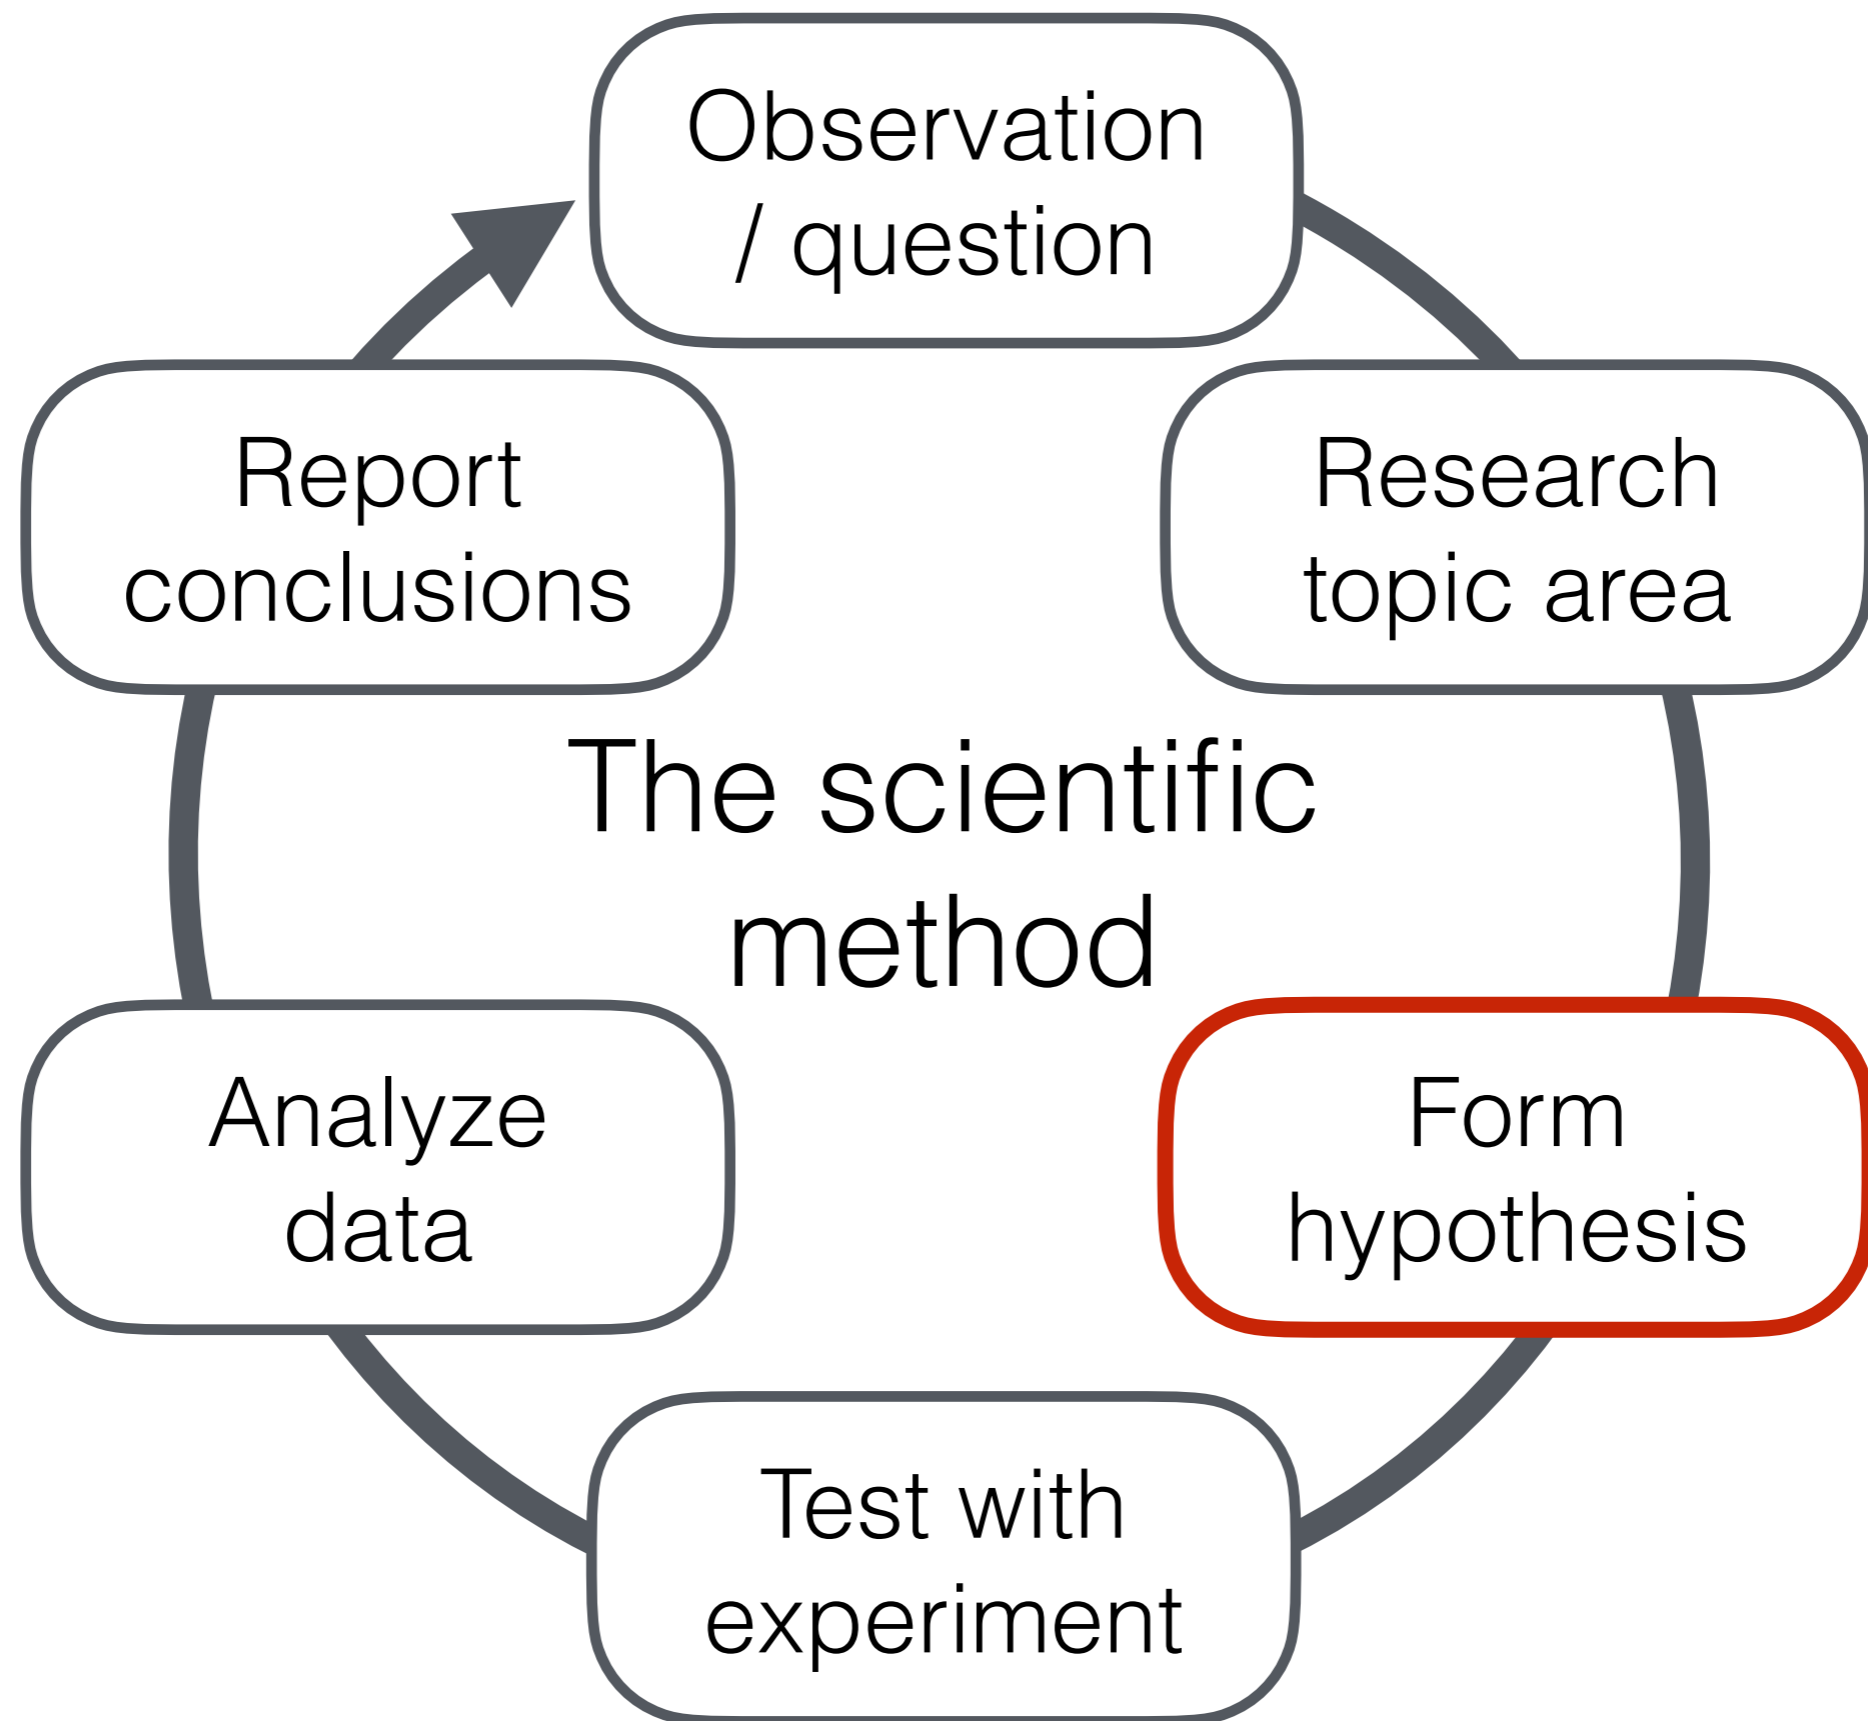 Observation
/ question
Research
topic area
Form
hypothesis
Test with
experiment
Analyze
data
Report
conclusions
The scientific
method